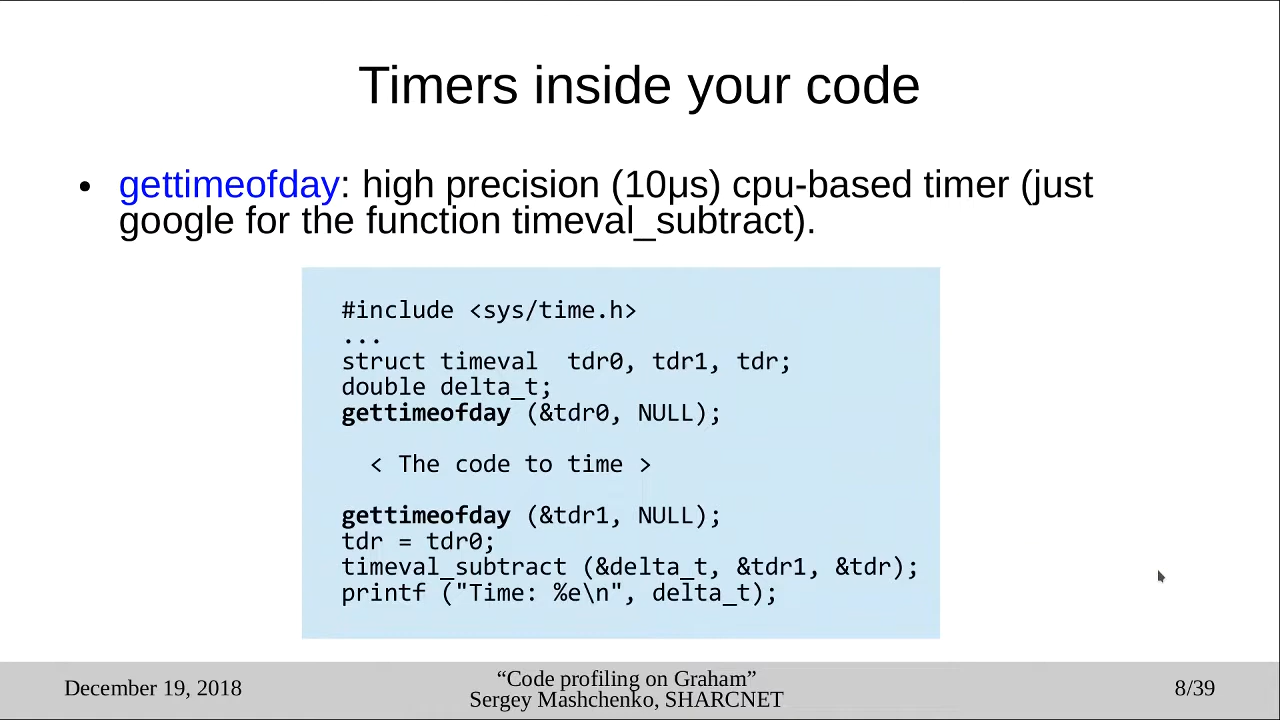 Timers inside your code
• gettimeofday: high precision (10μs) cpu-based timer (just
google for the function timeval_subtract).
#include <sys/time.h>
...
struct timeval  tdr0, tdr1, tdr;
double delta_t;
gettimeofday (&tdr0, NULL);
  < The code to time >
gettimeofday (&tdr1, NULL);
tdr = tdr0;
timeval_subtract (&delta_t, &tdr1, &tdr);
printf ("Time: %e\n", delta_t);
December 19, 2018
“Code profiling on Graham”
Sergey Mashchenko, SHARCNET
8/39